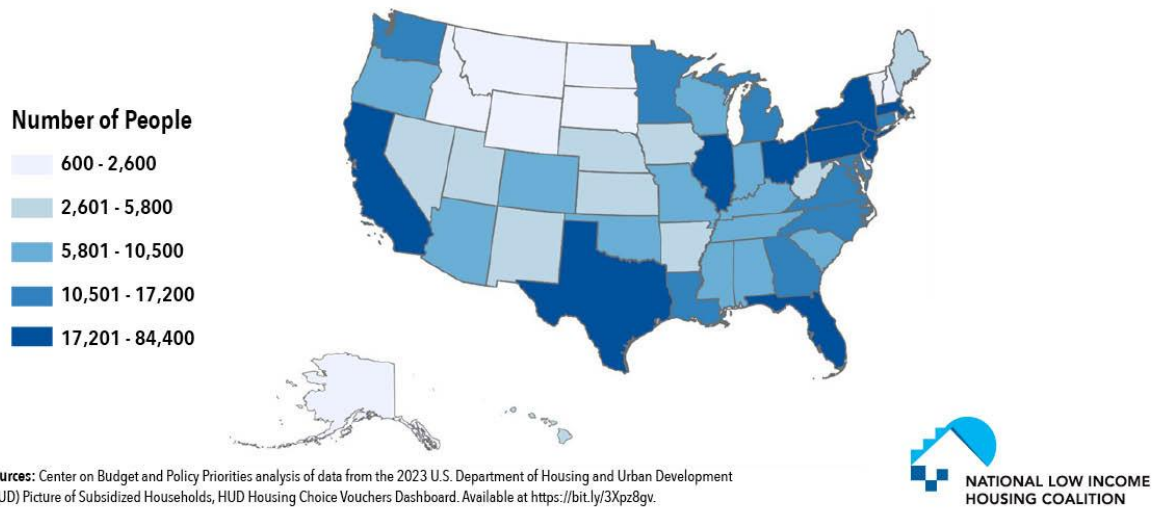 Number of People
600 - 2,600
2,601 - 5,800
5,801 - 10,500
10,501 - 17,200
17,201 - 84,400
urces: Center on Budget and Policy Priorities analysis of data from the 2023 U.S. Department of Housing and Urban Development
UD) Picture of Subsidized Households, HUD Housing Choice Vouchers Dashboard. Available at https://bit.ly/3Xpz8gv.
NATIONAL LOW INCOME
HOUSING COALITION